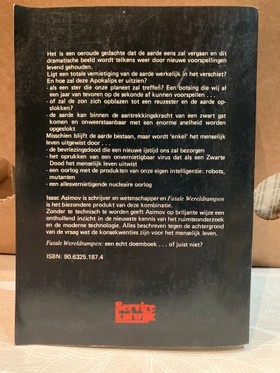 Het is een oeroude gedachte dat de aarde eens zal vergaan en dit
dramatische beeld wordt telkens weer door nieuwe voorspellingen
levend gehouden.
Ligt een totale vernietiging van de aarde werkelijk in het verschiet?
En hoe zal deze Apokalips er uitzien?
- als een ster die onze planeet zal treffen? Een botsing die wij al
een jaar van tevoren op de sekonde af kunnen voorspellen . . .
- of zal de zon zich opblazen tot een reuzester en de aarde op-
slokken?
- de aarde kan binnen de aantrekkingskracht van een zwart gat
komen en onweerstaanbaar met een enorme snelheid worden
opgeslokt
Misschien blijft de aarde bestaan, maar wordt 'enkel' het menselijk
leven uitgewist door . . .
- de bevriezingsdood die een nieuwe ijstijd ons zal bezorgen
- het oprukken van een onvernietigbaar virus dat als een Zwarte
Dood het menselijk leven uitwist
- een oorlog met de produkten van onze eigen intelligentie: robots,
mutanten
- een allesvernietigende nucleaire oorlog
Isaac Asimov is schrijver en wetenschapper en Fatale Wereldrampen is
het biezondere produkt van deze kombinatie.
Zonder te technisch te worden geeft Asimov op briljante wijze een
onthullend inzicht in de nieuwste kennis van het ruimteonderzoek
en de moderne technologie. Alles beschreven tegen de achtergrond
van de vraag wat de konsekwenties zijn voor het menselijk leven.
Fatale Wereldrampen: een echt doemboek . . . of juist niet?
ISBN: 90.6325.187.4
Service
katwijk